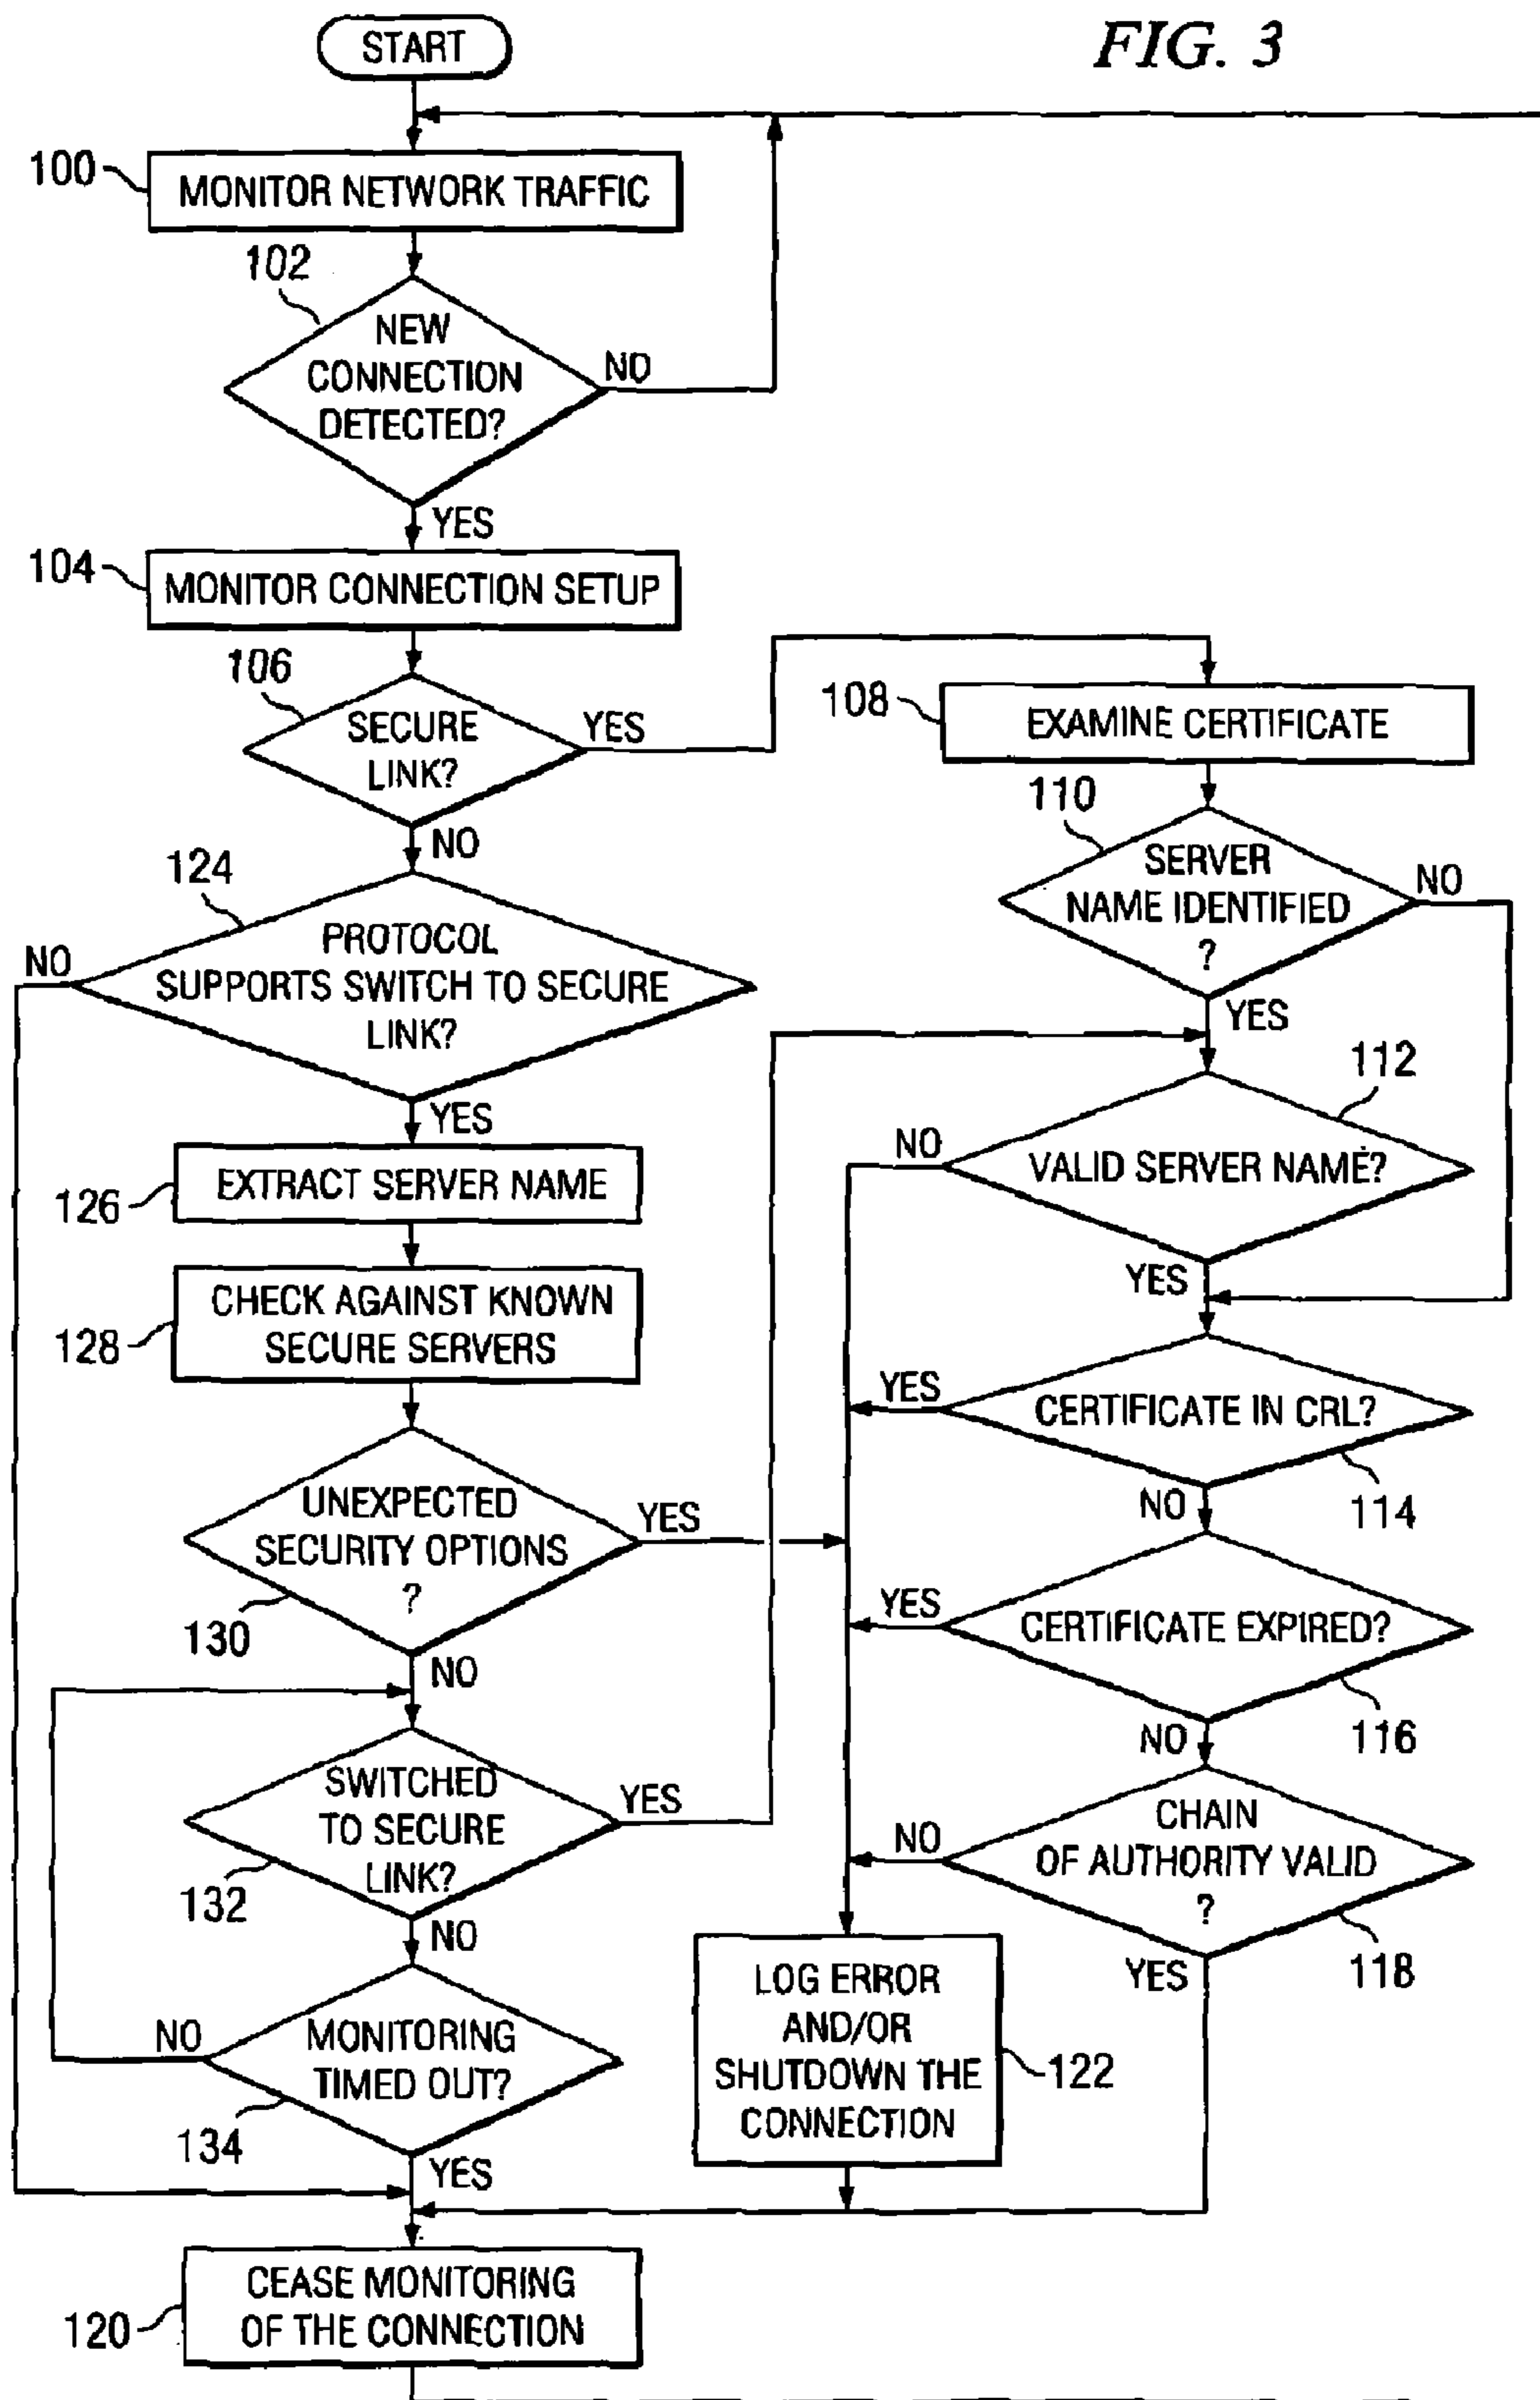 START
FIG. 3
100
MONITOR NETWORK TRAFFIC
102
NEW
CONNECTION
DETECTED?
NO
YES
104
MONITOR CONNECTION SETUP
106
SECURE
LINK?
YES
NO
108
EXAMINE CERTIFICATE
110
SERVER
NAME IDENTIFIED
?
NO
YES
124
PROTOCOL
SUPPORTS SWITCH TO SECURE
LINK?
NO
YES
112
VALID SERVER NAME?
NO
YES
126
EXTRACT SERVER NAME
128
CHECK AGAINST KNOWN
SECURE SERVERS
CERTIFICATE IN CRL?
YES
NO
114
UNEXPECTED
SECURITY OPTIONS
?
YES
130
NO
CERTIFICATE EXPIRED?
YES
116
NO
SWITCHED
TO SECURE
LINK?
YES
132
NO
CHAIN
OF AUTHORITY VALID
?
NO
118
YES
MONITORING
TIMED OUT?
NO
134
YES
LOG ERROR
AND/OR
SHUTDOWN THE
CONNECTION
122
120
CEASE MONITORING
OF THE CONNECTION